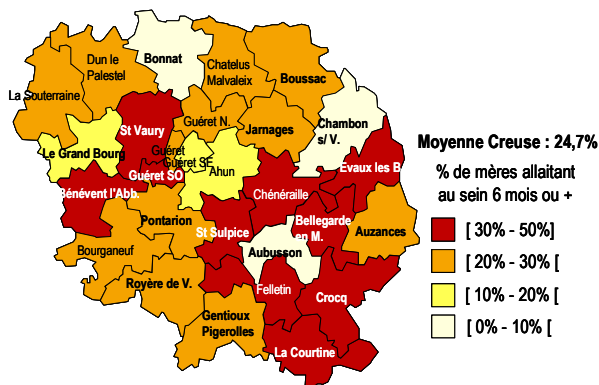 Dun le
Palestel
Bonnat
Chatelus
Malvaleix
Boussac
La Souterraine
St Vaury
Guéret N.
Jarnages
Chambon
s/ V.
Le Grand Bourg
Guéret
Guéret SE
Guéret SO
Ahun
Evaux les B.
Bénévent l'Abb.
Chénéraille
Pontarion
St Sulpice
Bellegarde
en M.
Auzances
Bourganeuf
Aubusson
Royère de V.
Felletin
Crocq
Gentioux
Pigerolles
La Courtine
Moyenne Creuse : 24,7%
% de mères allaitant
au sein 6 mois ou +
[ 30% - 50%]
[ 20% - 30% [
[ 10% - 20% [
[ 0% - 10% [